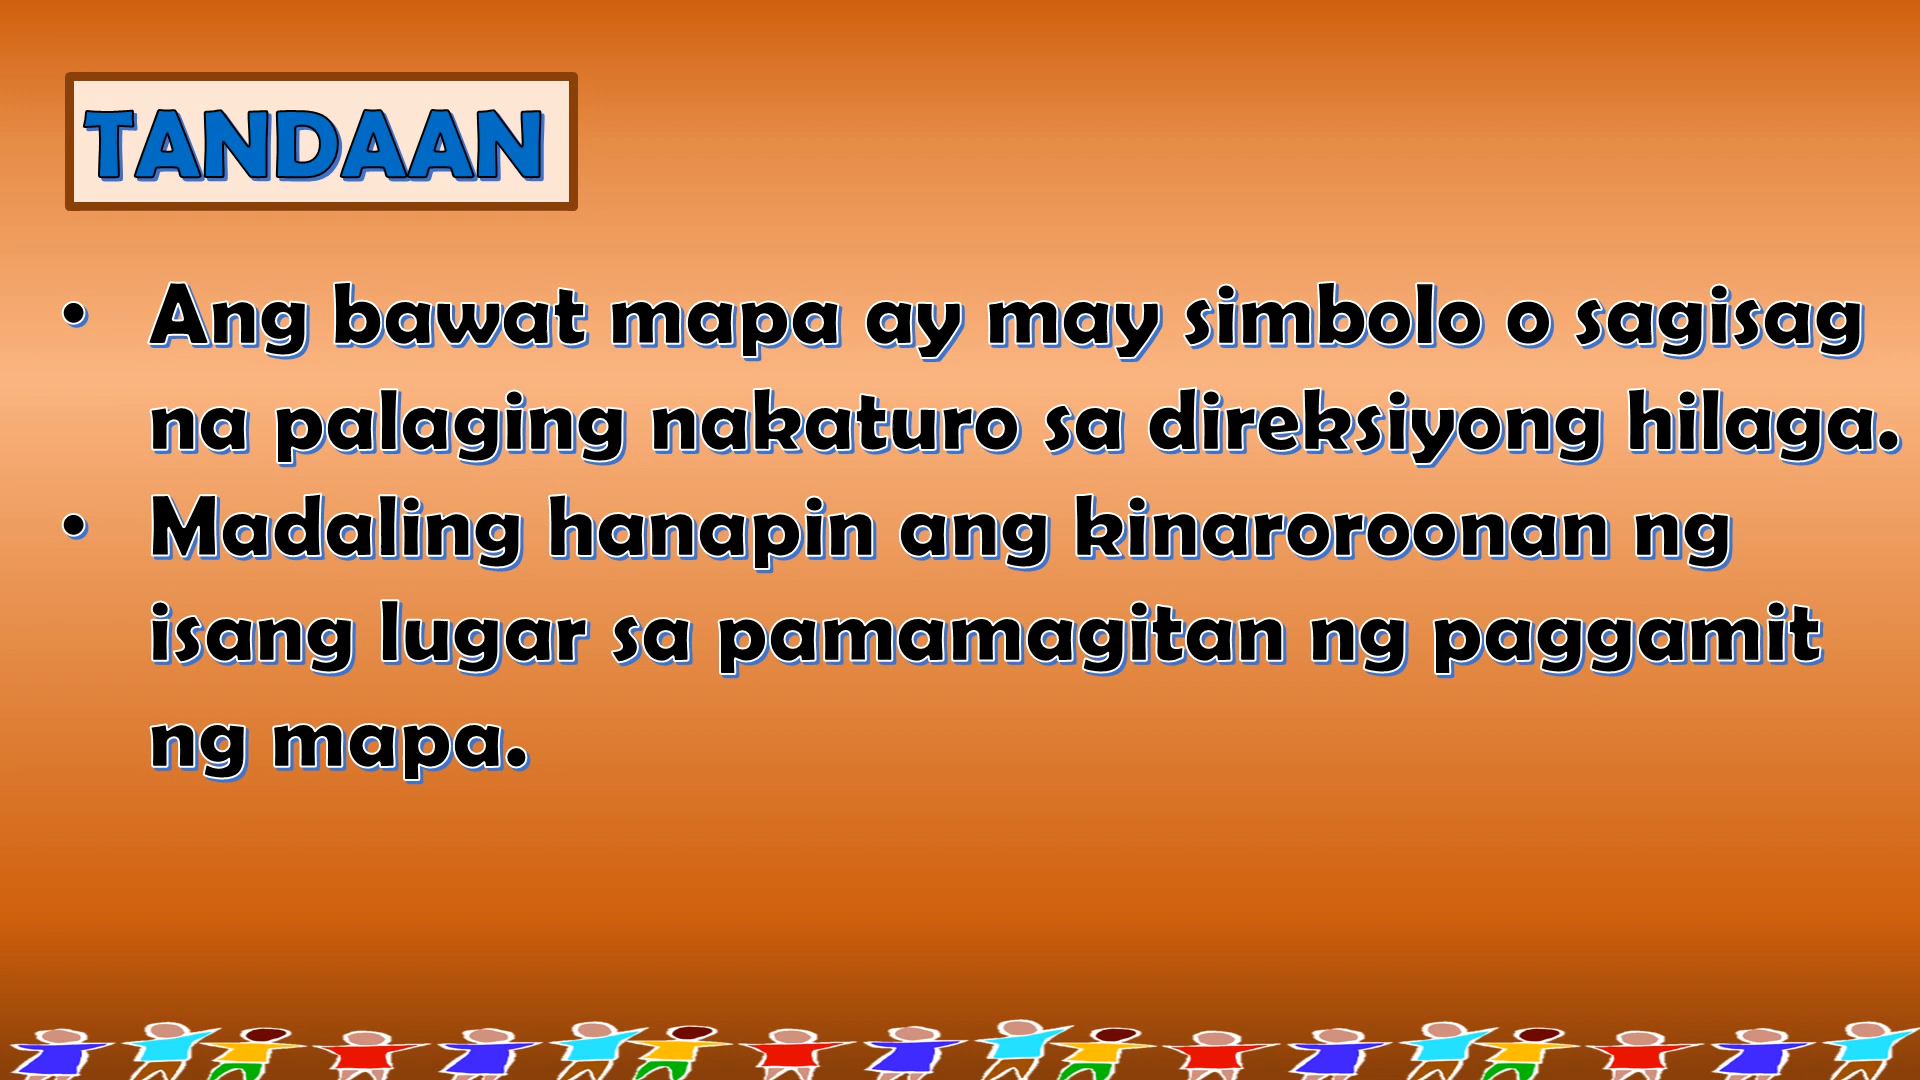 TANDAAN
• Ang bawat mapa ay may simbolo o sagisag
na palaging nakaturo sa direksiyong hilaga.
• Madaling hanapin ang kinaroroonan ng
isang lugar sa pamamagitan ng paggamit
ng mapa.